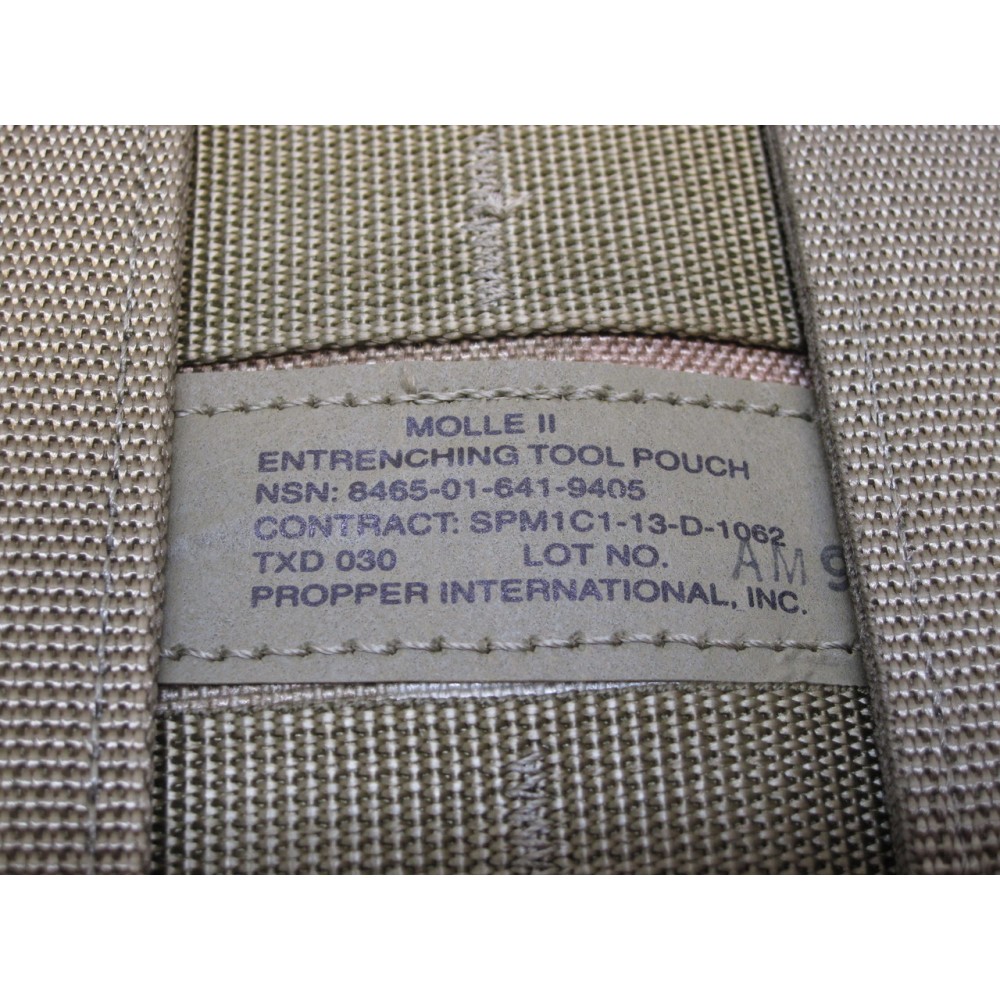 MOLLE II
ENTRENCHING TOOL POUCH
NSN: 8465-01-641-9405
CONTRACT: SPM1C1-13-D-1062
TXD 030 LOT NO. AM 9
PROPPER INTERNATIONAL, INC.